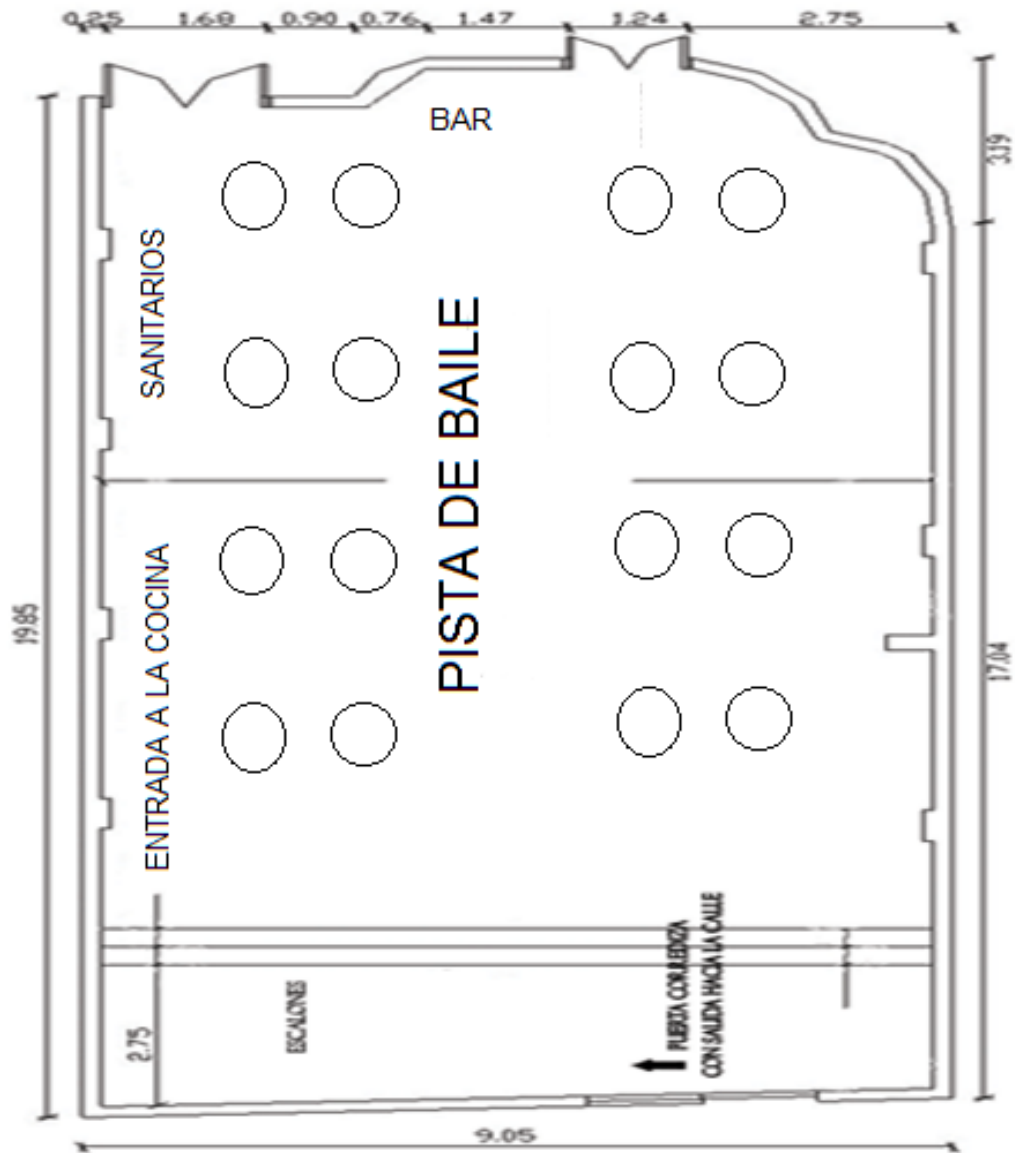 0.25 1.68 0.90 0.76 1.47 1.24 2.75
BAR
3.19
SANITARIOS
PISTA DE BAILE
ENTRADA A LA COCINA
19.85
17.04
ESCALONES
PUERTA CORREDIZA
CON SALIDA HACIA LA CALLE
2.75
9.05